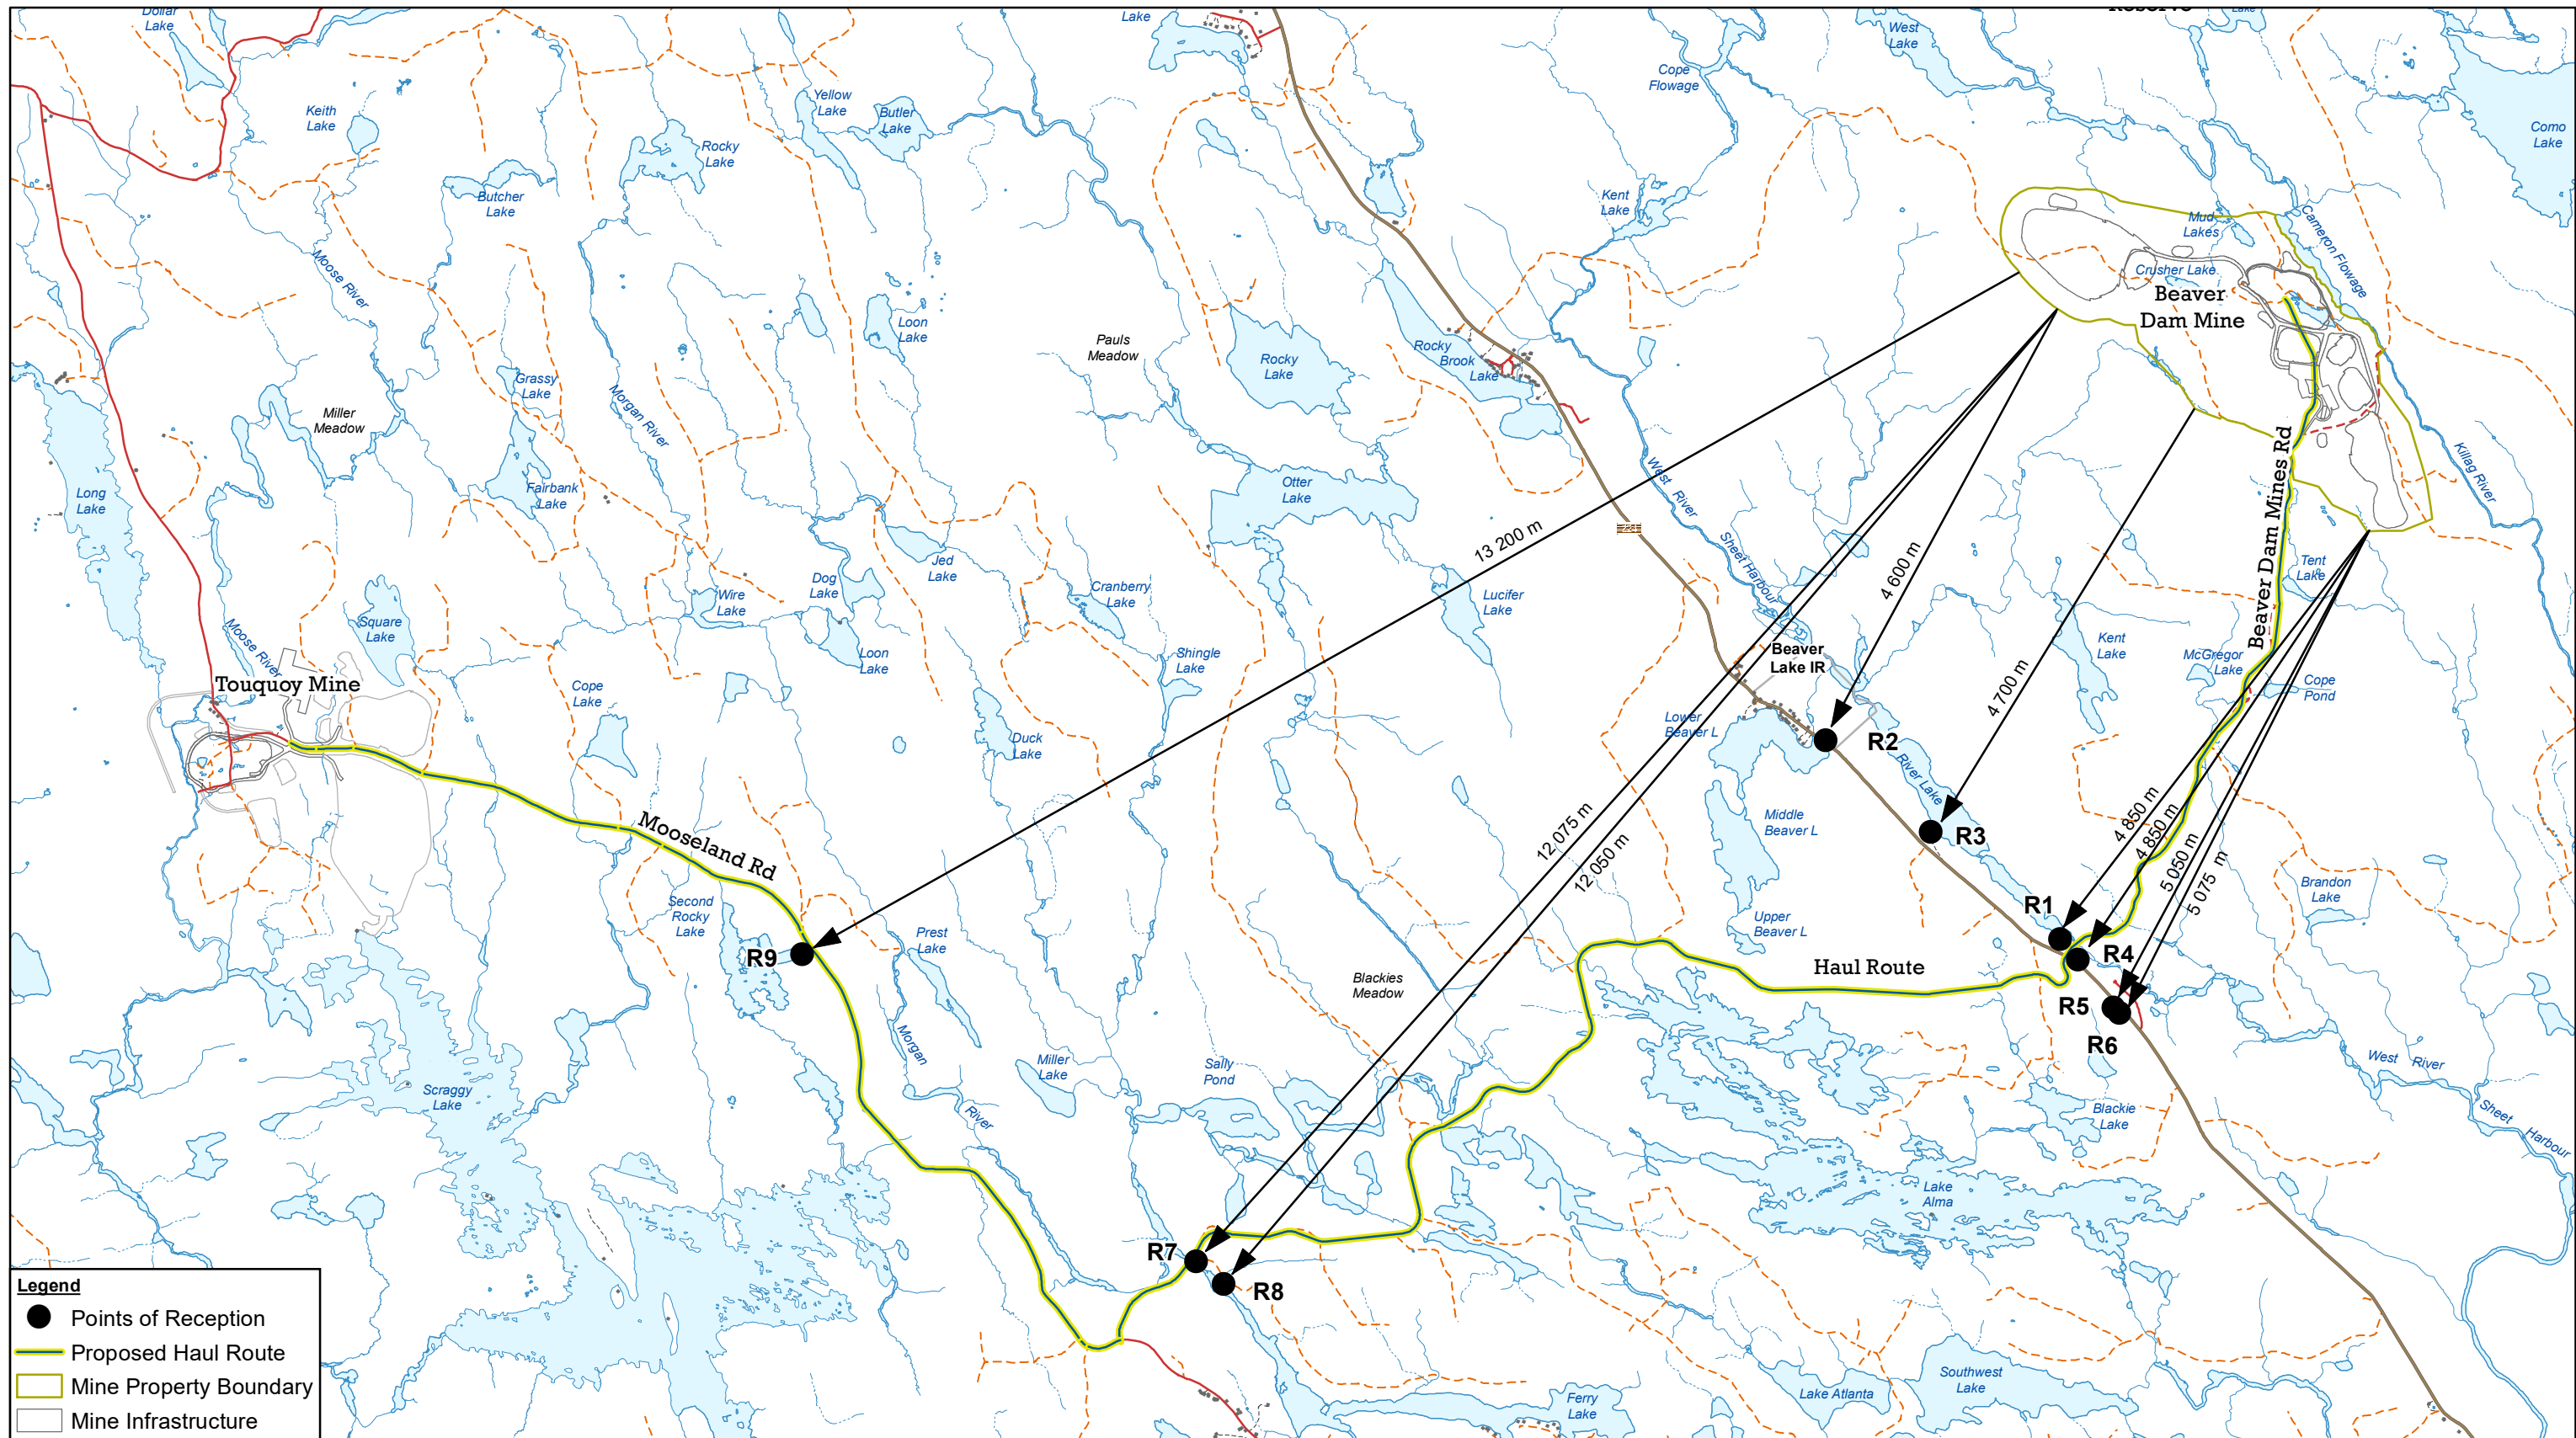 Dollar
Lake
Lake
West
Lake
Lake
Cope
Flowage
Keith
Lake
Yellow
Lake
Butler
Lake
Rocky
Lake
Como
Lake
Butcher
Lake
Kent
Lake
Mud
Lakes
Cameron Flowage
Moose River
Crusher Lake
Beaver
Dam Mine
Loon
Lake
Pauls
Meadow
Rocky
Lake
Rocky
Brook
Lake
Grassy
Lake
Morgan River
Miller
Meadow
Long
Lake
Fairbank
Lake
Otter
Lake
West River
Killag River
Beaver Dam Mines Rd
13 200 m
4 600 m
Jed
Lake
Dog
Lake
Wire
Lake
Cranberry
Lake
Lucifer
Lake
Sheet Harbour
Tent
Lake
Square
Lake
Moose River
Loon
Lake
Shingle
Lake
Beaver
Lake IR
Kent
Lake
McGregor
Lake
Cope
Pond
Touquoy Mine
Cope
Lake
4 700 m
Lower
Beaver L
R2
Duck
Lake
River Lake
Middle
Beaver L
R3
12 075 m
12 050 m
4 850 m
4 850 m
5 050 m
5 075 m
Mooseland Rd
Second
Rocky
Lake
Brandon
Lake
R1
Upper
Beaver L
Prest
Lake
R9
R4
Haul Route
Blackies
Meadow
R5
R6
Morgan
River
Miller
Lake
Sally
Pond
Scraggy
Lake
West River
Sheet Harbour
Blackie
Lake
Lake
Alma
R7
R8
Southwest
Lake
Lake Atlanta
Ferry
Lake
Legend
Points of Reception
Proposed Haul Route
Mine Property Boundary
Mine Infrastructure